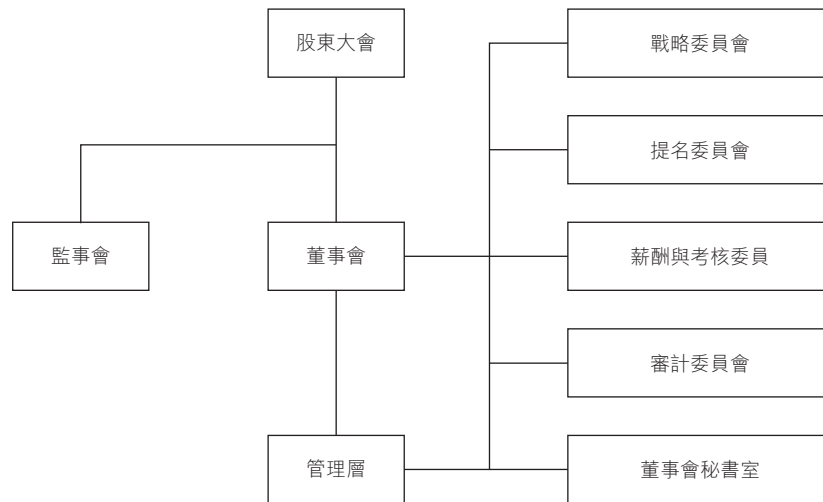 股東大會
戰略委員會
提名委員會
監事會
董事會
薪酬與考核委員
審計委員會
管理層
董事會秘書室